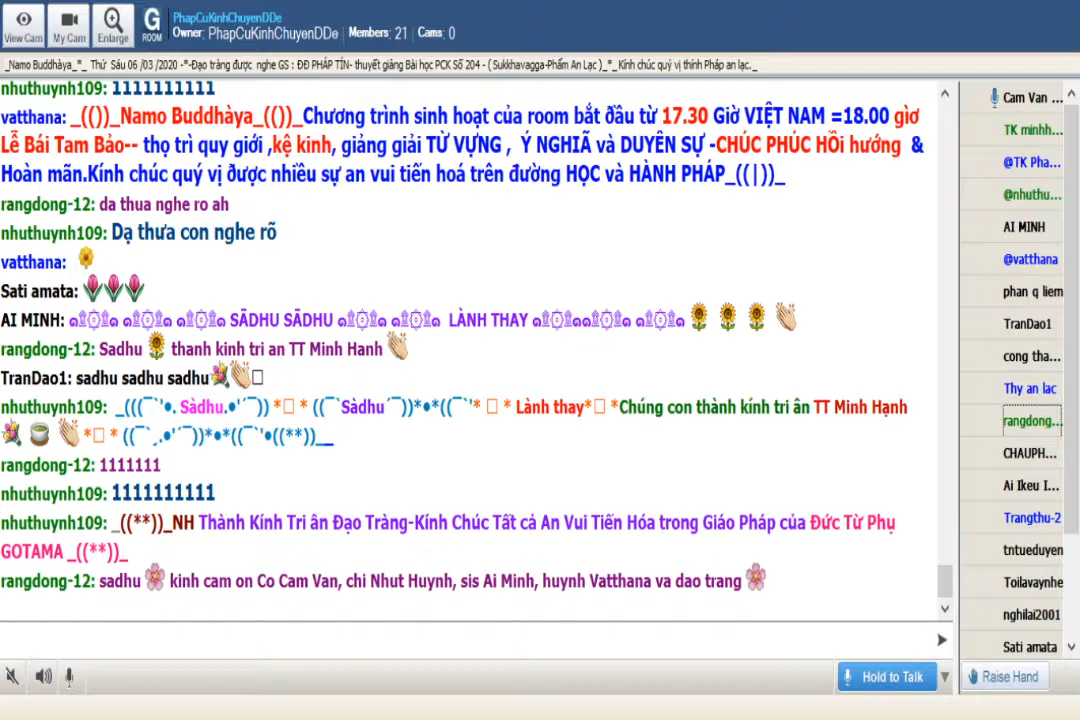 View Cam
My Cam
Enlarge
G
ROOM
PhapCuKinhChuyenDDe
Owner: PhapCuKinhChuyenDDe | Members: 21 | Cams: 0
_Namo Buddhàya_*_ Thứ Sáu 06 /03 /2020 -*-Đạo tràng được nghe GS : ĐĐ PHÁP TÍN- thuyết giảng Bài học PCK Số 204 - ( Sukkhavagga-Phẩm An Lạc )_*_Kính chúc quý vị thính Pháp an lạc._
nhuthuynh109: 1111111111
vatthana: _(())_Namo Buddhàya_(())_Chương trình sinh hoạt của room bắt đầu từ 17.30 Giờ VIỆT NAM =18.00 giờ
Lễ Bái Tam Bảo-- thọ trì quy giới ,kệ kinh, giảng giải TỪ VỰNG , Ý NGHIÃ và DUYÊN SỰ -CHÚC PHÚC HỒi hướng &
Hoàn mãn.Kính chúc quý vị được nhiều sự an vui tiến hoá trên đường HỌC và HÀNH PHÁP_((|))_
rangdong-12: da thua nghe ro ah
nhuthuynh109: Dạ thưa con nghe rõ
vatthana:
Sati amata:
AI MINH: SĀDHU SĀDHU LÀNH THAY
rangdong-12: Sadhu thanh kinh tri an TT Minh Hanh
TranDao1: sadhu sadhu sadhu
nhuthuynh109: _(((¯`'•. Sàdhu.•'´¯)) *□ * ((¯`Sàdhu´¯))*•*((¯`'* □ * Lành thay*□ *Chúng con thành kính tri ân TT Minh Hạnh
*□ * ((¯`¸.•'´¯))*•*((¯`'•((**))__
rangdong-12: 1111111
nhuthuynh109: 1111111111
nhuthuynh109: _((**))_NH Thành Kính Tri ân Đạo Tràng-Kính Chúc Tất cả An Vui Tiến Hóa trong Giáo Pháp của Đức Từ Phụ
GOTAMA _((**))_
rangdong-12: sadhu kinh cam on Co Cam Van, chi Nhut Huynh, sis Ai Minh, huynh Vatthana va dao trang
Cam Van ...
TK minhh...
@TK Pha...
@nhuthu...
AI MINH
@vatthana
phan q liem
TranDao1
cong tha...
Thy an lac
rangdong...
CHAUPH...
Ai Ikeu I...
Trangthu-2
tntueduyen
Toilavaynhe
nghilai2001
Sati amata
Hold to Talk
Raise Hand